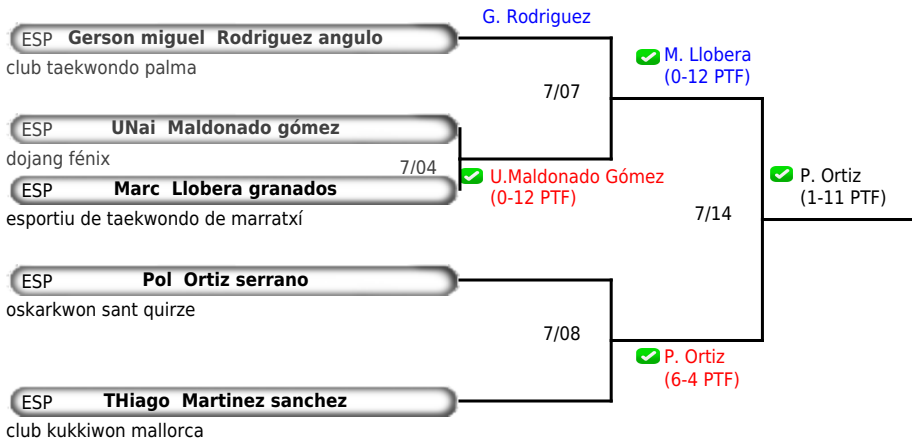 G. Rodriguez
ESP Gerson miguel Rodriguez angulo
club taekwondo palma
M. Llobera
(0-12 PTF)
7/07
ESP UNai Maldonado gómez
dojang fénix
7/04
U.Maldonado Gómez
(0-12 PTF)
ESP Marc Llobera granados
esportiu de taekwondo de marratxí
P. Ortiz
(1-11 PTF)
7/14
ESP Pol Ortiz serrano
oskarkwon sant quirze
7/08
P. Ortiz
(6-4 PTF)
ESP THiago Martinez sanchez
club kukkiwon mallorca